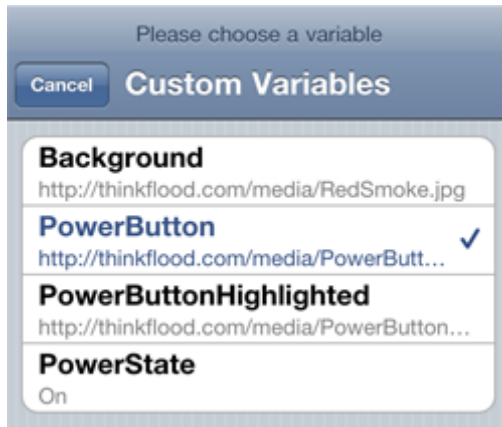 Please choose a variable
Cancel
Custom Variables
Background
http://thinkflood.com/media/RedSmoke.jpg
PowerButton
http://thinkflood.com/media/PowerButt...
PowerButtonHighlighted
http://thinkflood.com/media/PowerButton...
PowerState
On